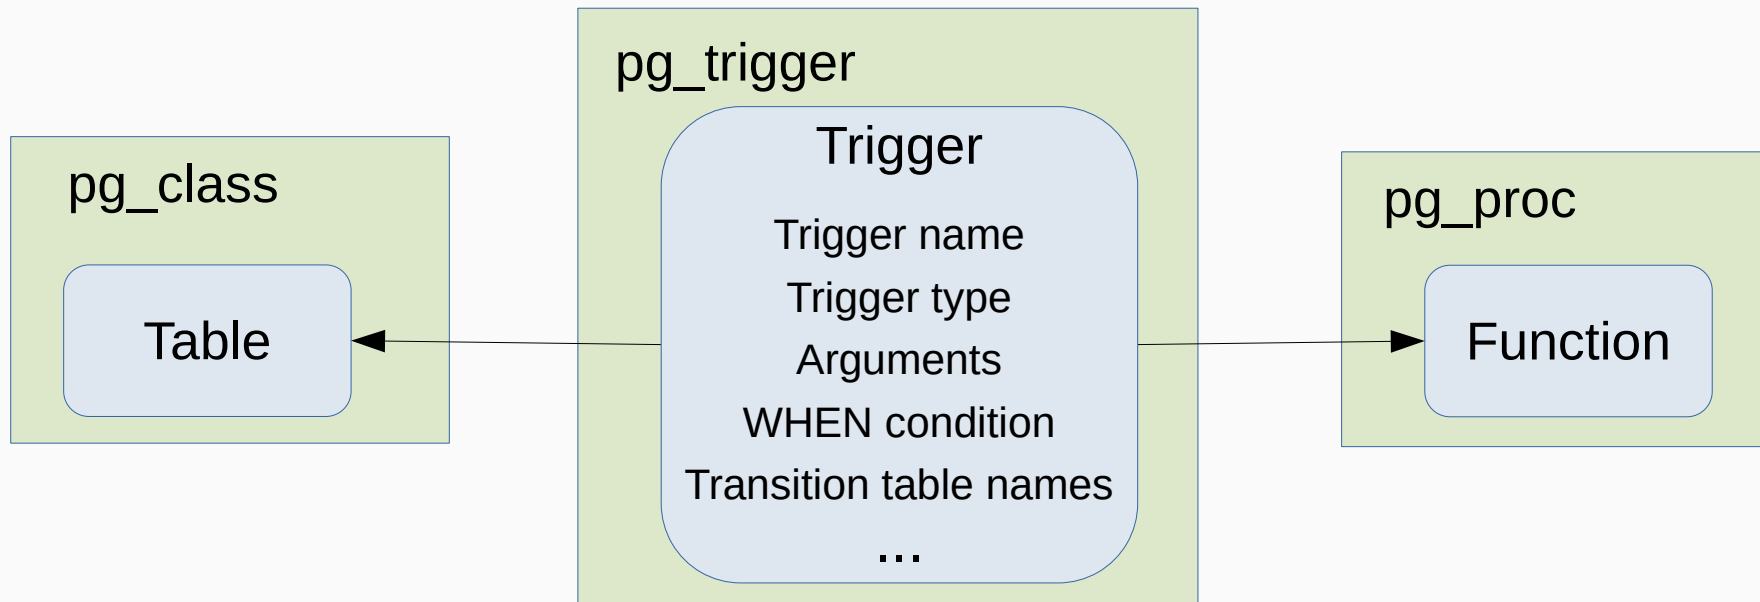 pg_class
Table
pg_trigger
Trigger
Trigger name
Trigger type
Arguments
WHEN condition
Transition table names
...
pg_proc
Function